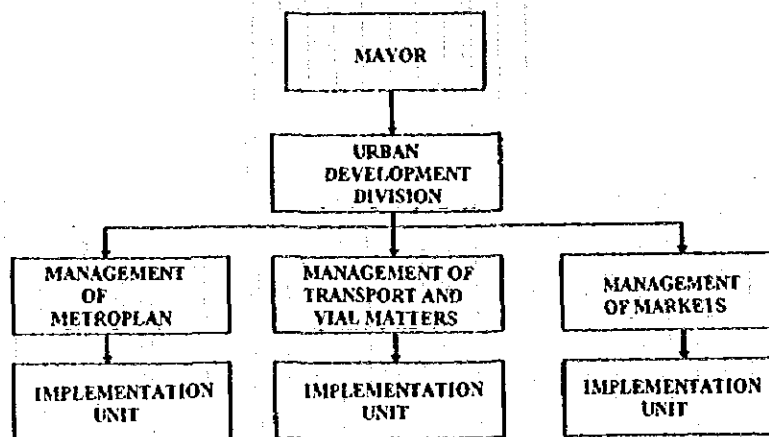 MAYOR
URBAN
DEVELOPMENT
DIVISION
MANAGEMENT
OF
METROPLAN
MANAGEMENT OF
TRANSPORT AND
VIAL MATTERS
MANAGEMENT
OF MARKETS
IMPLEMENTATION
UNIT
IMPLEMENTATION
UNIT
IMPLEMENTATION
UNIT